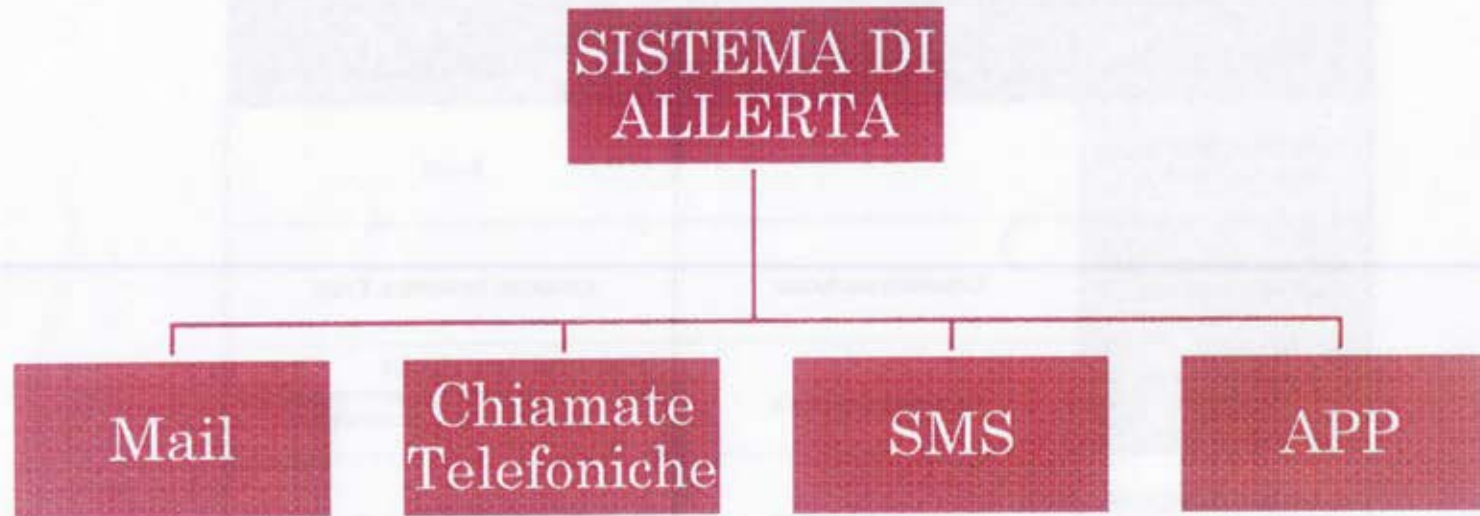 SISTEMA DI
ALLERTA
Mail
Chiamate
Telefoniche
SMS
APP